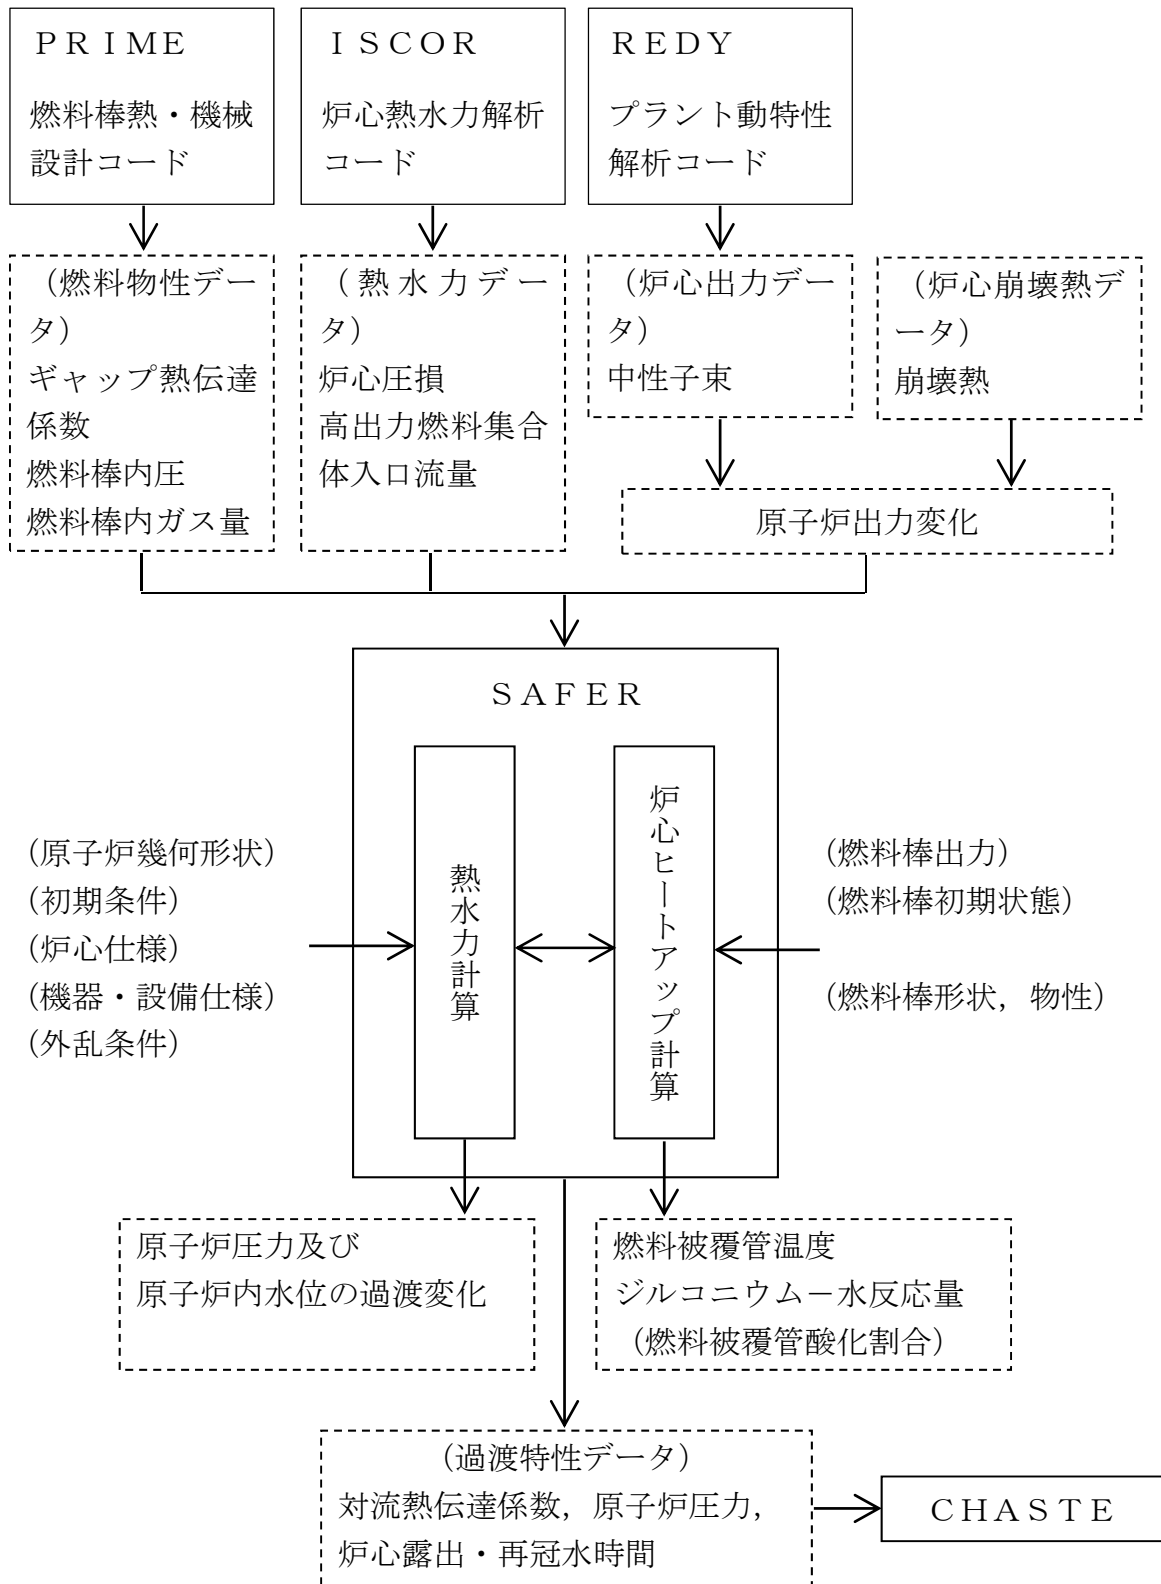 ＰＲＩＭＥ
燃料棒熱・機械
設計コード
ＩＳＣＯＲ
炉心熱水力解析
コード
ＲＥＤＹ
プラント動特性
解析コード
（燃料物性デー
タ）
ギャップ熱伝達
係数
燃料棒内圧
燃料棒内ガス量
（熱水力デー
タ）
炉心圧損
高出力燃料集合
体入口流量
（炉心出力デー
タ）
中性子束
（炉心崩壊熱デ
ータ）
崩壊熱
原子炉出力変化
ＳＡＦＥＲ
熱水力計算
炉心ヒートアップ計算
（原子炉幾何形状）
（初期条件）
（炉心仕様）
（機器・設備仕様）
（外乱条件）
（燃料棒出力）
（燃料棒初期状態）
（燃料棒形状，物性）
原子炉圧力及び
原子炉内水位の過渡変化
燃料被覆管温度
ジルコニウム－水反応量
（燃料被覆管酸化割合）
（過渡特性データ）
対流熱伝達係数，原子炉圧力，
炉心露出・再冠水時間
ＣＨＡＳＴＥ